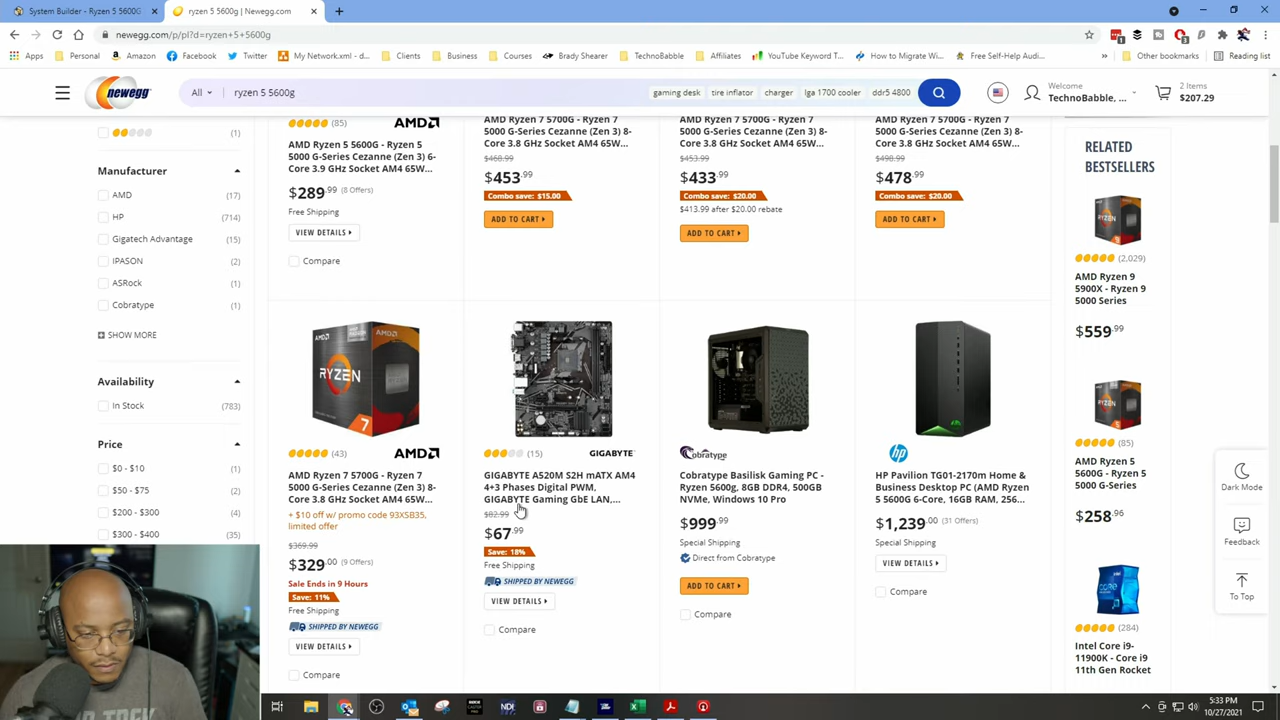 System Builder - Ryzen 5 5600G
ryzen 5 5600g | Newegg.com
newegg.com/p/pl?d=ryzen+5+5600g
Apps
Personal
Amazon
Facebook
Twitter
My Network.xml - d...
Clients
Business
Courses
Brady Shearer
TechnoBabble
Affiliates
YouTube Keyword T...
How to Migrate Wi...
Free Self-Help Audi...
Other bookmarks
Reading list
newegg
All
ryzen 5 5600g
gaming desk
tire inflator
charger
lga 1700 cooler
ddr5 4800
Welcome
TechnoBabble, ...
2 Items
$207.29
(1)
Manufacturer
AMD (17)
HP (714)
Gigatech Advantage (15)
IPASON (2)
ASRock (1)
Cobratype (1)
SHOW MORE
Availability
In Stock (783)
Price
$0 - $10 (1)
$50 - $75 (2)
$200 - $300 (4)
$300 - $400 (35)
(85) AMD
AMD Ryzen 5 5600G - Ryzen 5
5000 G-Series Cezanne (Zen 3) 6-
Core 3.9 GHz Socket AM4 65W...
$289.99 (8 Offers)
Free Shipping
VIEW DETAILS
Compare
AMD Ryzen 7 5700G - Ryzen 7
5000 G-Series Cezanne (Zen 3) 8-
Core 3.8 GHz Socket AM4 65W...
$468.99
$453.99
Combo save: $15.00
ADD TO CART
AMD Ryzen 7 5700G - Ryzen 7
5000 G-Series Cezanne (Zen 3) 8-
Core 3.8 GHz Socket AM4 65W...
$453.99
$433.99
Combo save: $20.00
$413.99 after $20.00 rebate
ADD TO CART
AMD Ryzen 7 5700G - Ryzen 7
5000 G-Series Cezanne (Zen 3) 8-
Core 3.8 GHz Socket AM4 65W...
$498.99
$478.99
Combo save: $20.00
ADD TO CART
AMD
RYZEN
7
(43) AMD
AMD Ryzen 7 5700G - Ryzen 7
5000 G-Series Cezanne (Zen 3) 8-
Core 3.8 GHz Socket AM4 65W...
+ $10 off w/ promo code 93XSB35,
limited offer
$369.99
$329.00 (9 Offers)
Sale Ends in 9 Hours
Save: 11%
Free Shipping
SHIPPED BY NEWEGG
VIEW DETAILS
Compare
(15) GIGABYTE
GIGABYTE A520M S2H mATX AM4
4+3 Phases Digital PWM,
GIGABYTE Gaming GbE LAN,...
$82.99
$67.99
Save: 18%
Free Shipping
SHIPPED BY NEWEGG
VIEW DETAILS
Compare
Cobratype
Cobratype Basilisk Gaming PC -
Ryzen 5600g, 8GB DDR4, 500GB
NVMe, Windows 10 Pro
$999.99
Special Shipping
Direct from Cobratype
ADD TO CART
Compare
hp
HP Pavilion TG01-2170m Home &
Business Desktop PC (AMD Ryzen
5 5600G 6-Core, 16GB RAM, 256...
$1,239.00 (31 Offers)
Special Shipping
VIEW DETAILS
Compare
RELATED
BESTSELLERS
RYZEN
(2,029)
AMD Ryzen 9
5900X - Ryzen 9
5000 Series
$559.99
RYZEN
(85)
AMD Ryzen 5
5600G - Ryzen 5
5000 G-Series
$258.96
(284)
Intel Core i9-
11900K - Core i9
11th Gen Rocket
Dark Mode
Feedback
To Top
NDI
5:33 PM
10/27/2021